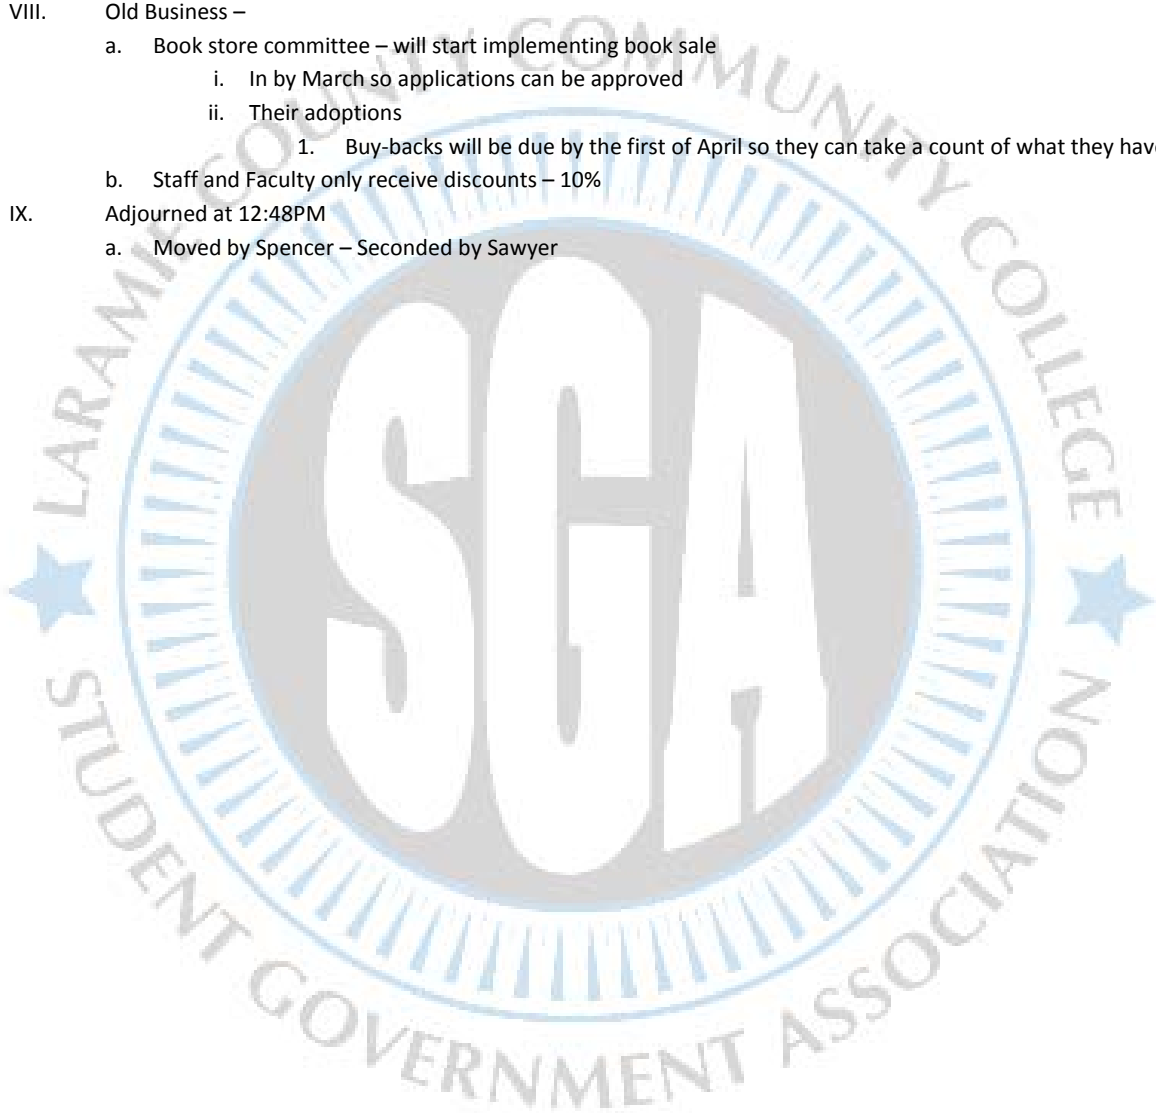 VIII. Old Business –
a. Book store committee – will start implementing book sale
i. In by March so applications can be approved
ii. Their adoptions
1. Buy-backs will be due by the first of April so they can take a count of what they hav
b. Staff and Faculty only receive discounts – 10%
IX. Adjourned at 12:48PM
a. Moved by Spencer – Seconded by Sawyer
LARAMIE COUNTY COMMUNITY COLLEGE
SGA
STUDENT GOVERNMENT ASSOCIATION